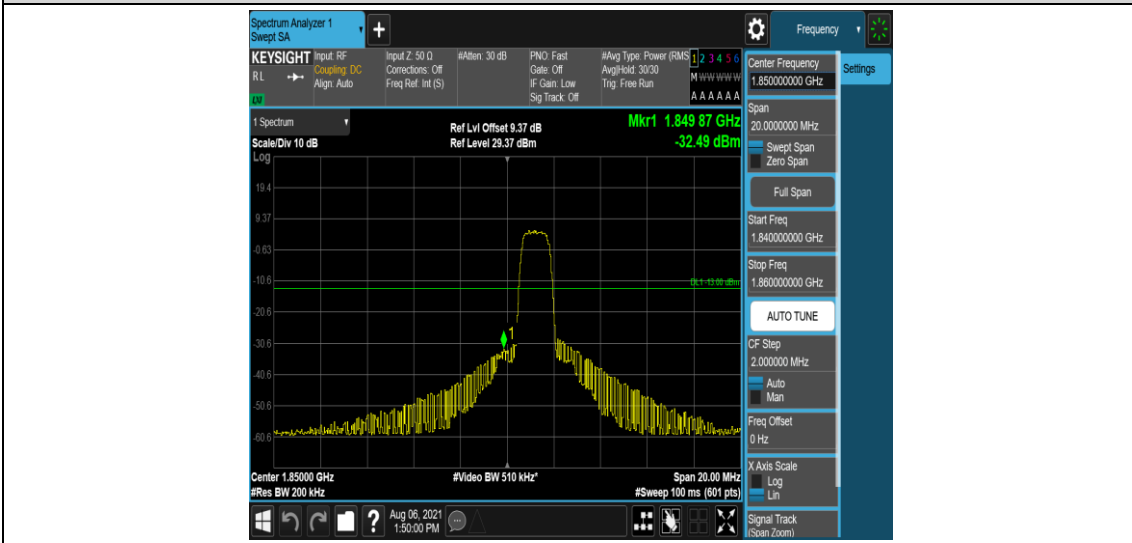 Spectrum Analyzer 1
Swept SA
+
Frequency
KEYSIGHT
RL
LXI
Input: RF
Coupling: DC
Align: Auto
Input Z: 50 Ω
Corrections: Off
Freq Ref: Int (S)
#Atten: 30 dB
PNO: Fast
Gate: Off
IF Gain: Low
Sig Track: Off
#Avg Type: Power (RMS
Avg|Hold: 30/30
Trig: Free Run
1 2 3 4 5 6
M W W W W W
A A A A A A
1 Spectrum
Scale/Div 10 dB
Log
Ref Lvl Offset 9.37 dB
Ref Level 29.37 dBm
Mkr1 1.849 87 GHz
-32.49 dBm
19.4
9.37
-0.63
-10.6
DL1 -13.00 dBm
-20.6
1
-30.6
-40.6
-50.6
-60.6
Center 1.85000 GHz
#Res BW 200 kHz
#Video BW 510 kHz*
Span 20.00 MHz
#Sweep 100 ms (601 pts)
Center Frequency
1.850000000 GHz
Settings
Span
20.0000000 MHz
Swept Span
Zero Span
Full Span
Start Freq
1.840000000 GHz
Stop Freq
1.860000000 GHz
AUTO TUNE
CF Step
2.000000 MHz
Auto
Man
Freq Offset
0 Hz
X Axis Scale
Log
Lin
Signal Track
(Span Zoom)
?
Aug 06, 2021
1:50:00 PM